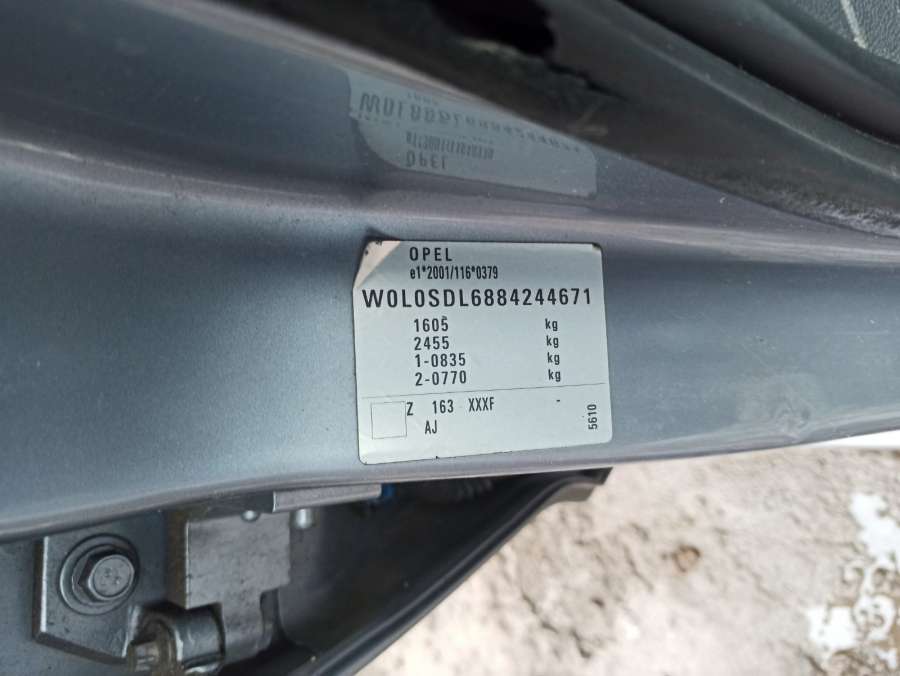 OPEL
e1*2001/116*0379
W0L0SDL6884244671
1605 kg
2455 kg
1-0835 kg
2-0770 kg
Z 163 XXXF -
AJ
5610